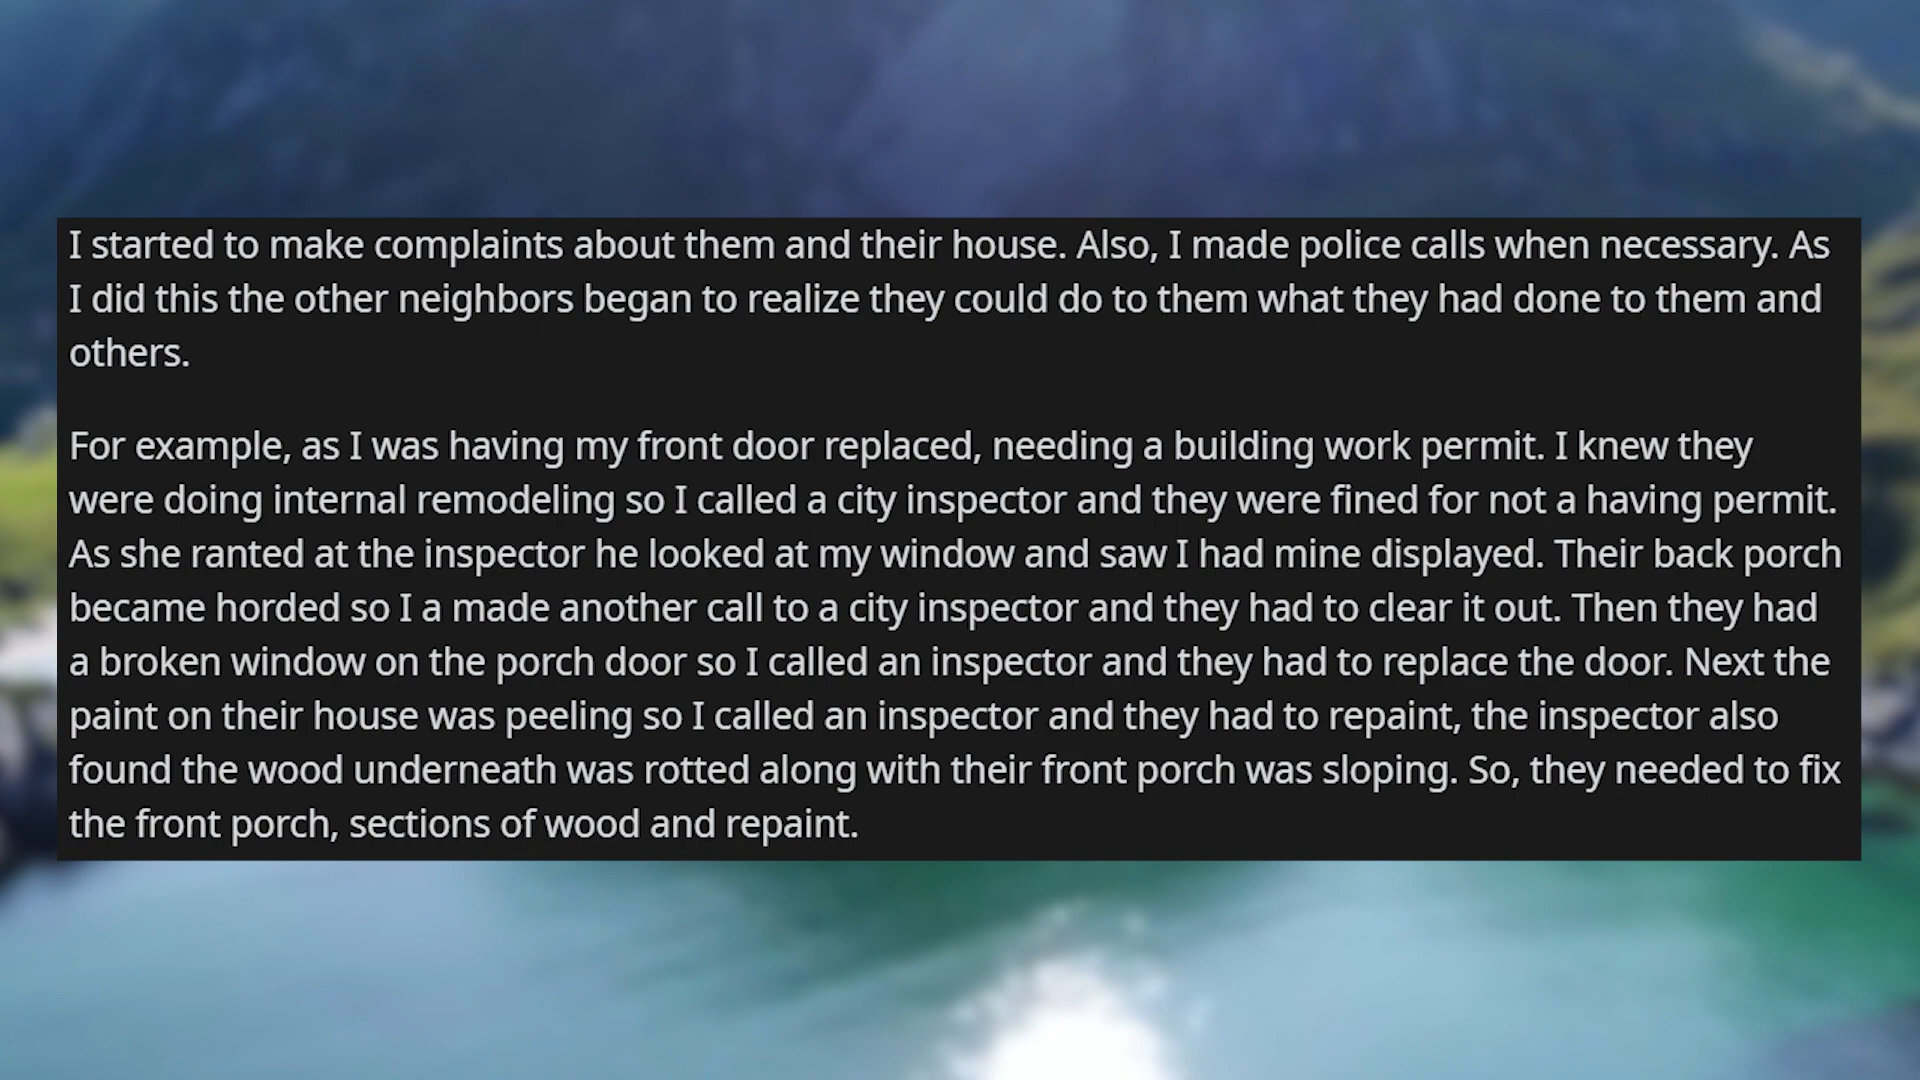 I started to make complaints about them and their house. Also, I made police calls when necessary. As
I did this the other neighbors began to realize they could do to them what they had done to them and
others.
For example, as I was having my front door replaced, needing a building work permit. I knew they
were doing internal remodeling so I called a city inspector and they were fined for not a having permit.
As she ranted at the inspector he looked at my window and saw I had mine displayed. Their back porch
became horded so I a made another call to a city inspector and they had to clear it out. Then they had
a broken window on the porch door so I called an inspector and they had to replace the door. Next the
paint on their house was peeling so I called an inspector and they had to repaint, the inspector also
found the wood underneath was rotted along with their front porch was sloping. So, they needed to fix
the front porch, sections of wood and repaint.